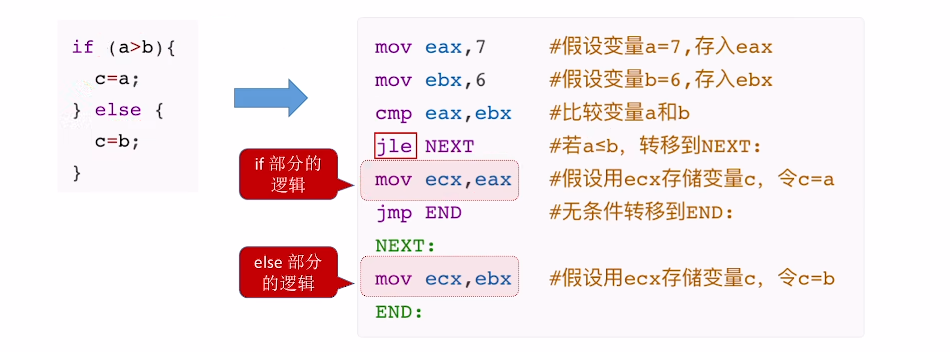 if (a>b){
  c=a;
} else {
  c=b;
}
if 部分的
逻辑
else 部分
的逻辑
mov eax,7 #假设变量a=7,存入eax
mov ebx,6 #假设变量b=6,存入ebx
cmp eax,ebx #比较变量a和b
jle NEXT #若a≤b，转移到NEXT:
mov ecx,eax #假设用ecx存储变量c，令c=a
jmp END #无条件转移到END:
NEXT:
mov ecx,ebx #假设用ecx存储变量c，令c=b
END: